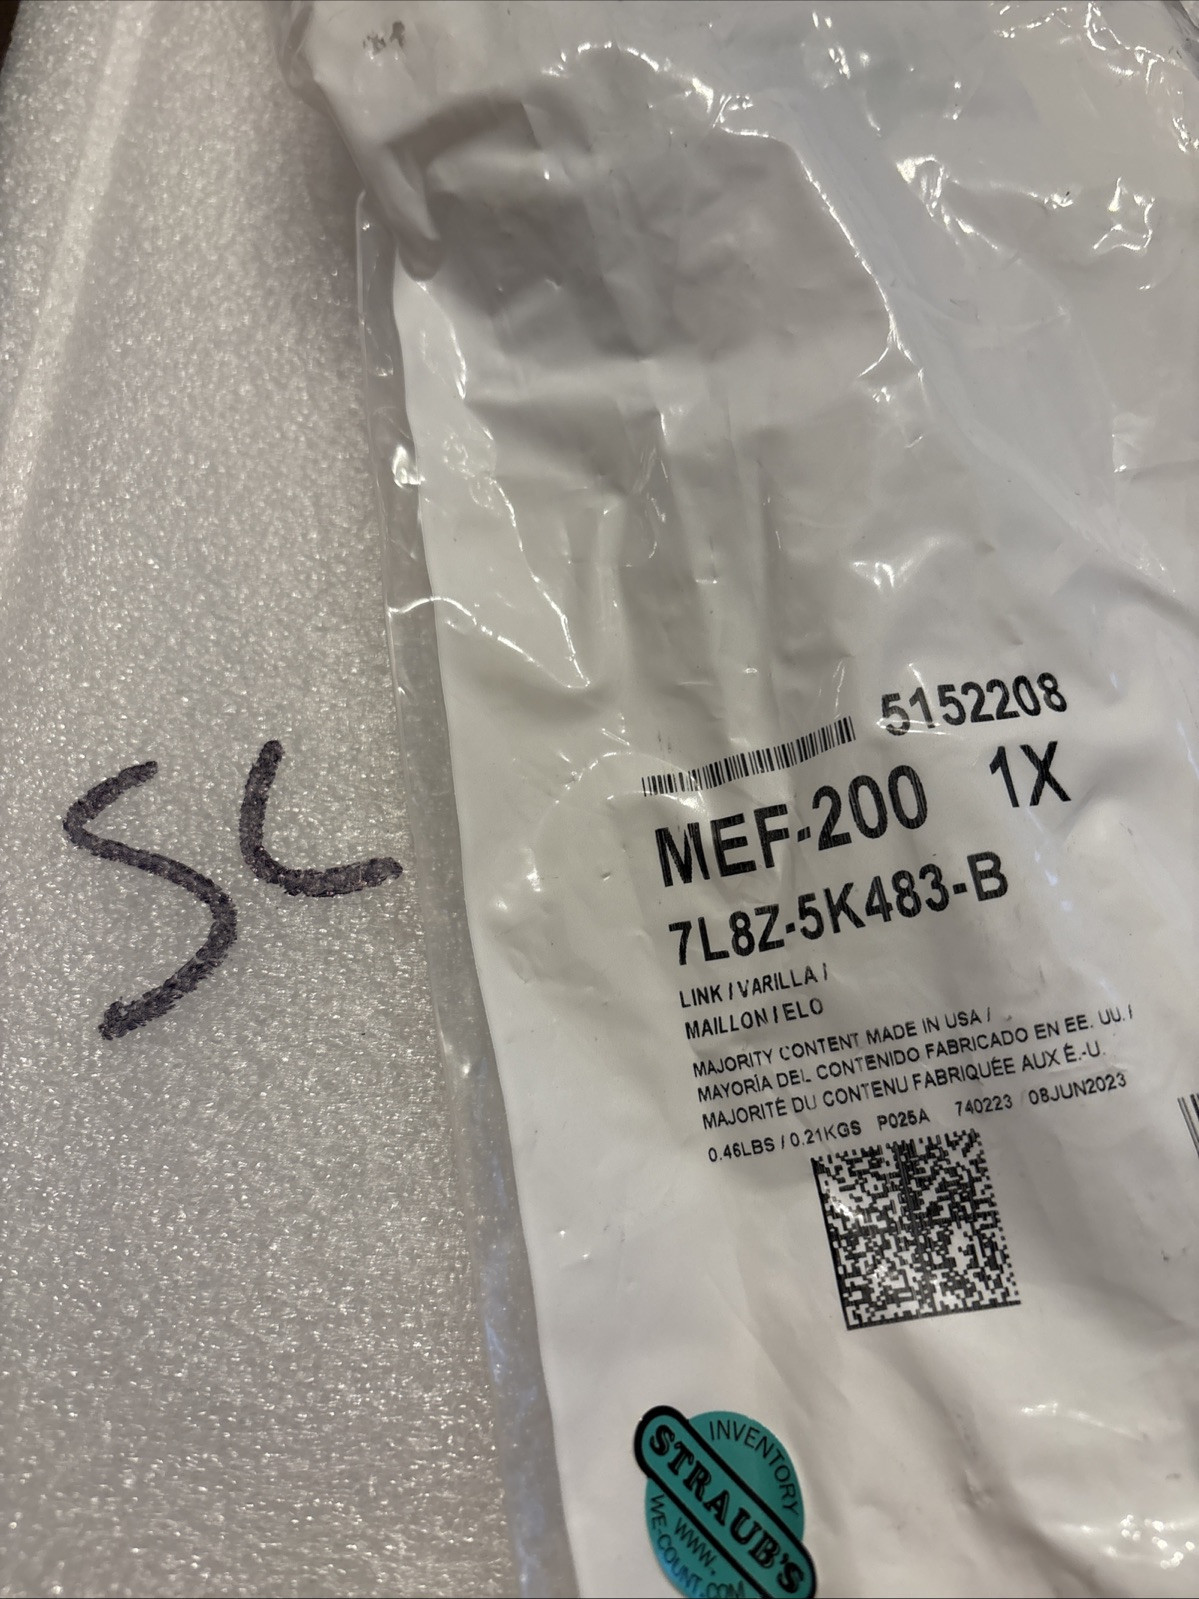 SL
5152208
MEF-200 1X
7L8Z-5K483-B
LINK / VARILLA /
MAILLON / ELO
MAJORITY CONTENT MADE IN USA /
MAYORÍA DEL CONTENIDO FABRICADO EN EE. UU. /
MAJORITÉ DU CONTENU FABRIQUÉE AUX É.-U.
0.46LBS / 0.21KGS P025A 740223 08JUN2023
INVENTORY
STRAUB'S
WWW.
WE-COUNT.COM